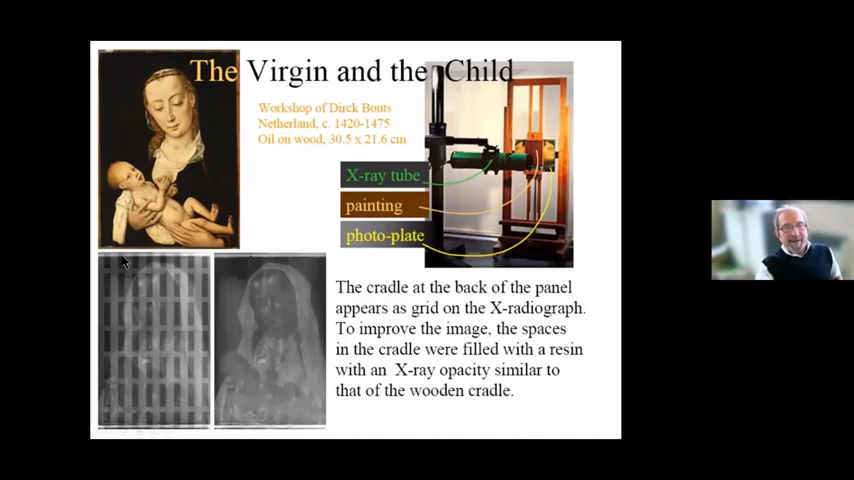 The Virgin and the Child
Workshop of Dirck Bouts
Netherland, c. 1420-1475
Oil on wood, 30.5 x 21.6 cm
X-ray tube
painting
photo-plate
The cradle at the back of the panel
appears as grid on the X-radiograph.
To improve the image, the spaces
in the cradle were filled with a resin
with an X-ray opacity similar to
that of the wooden cradle.